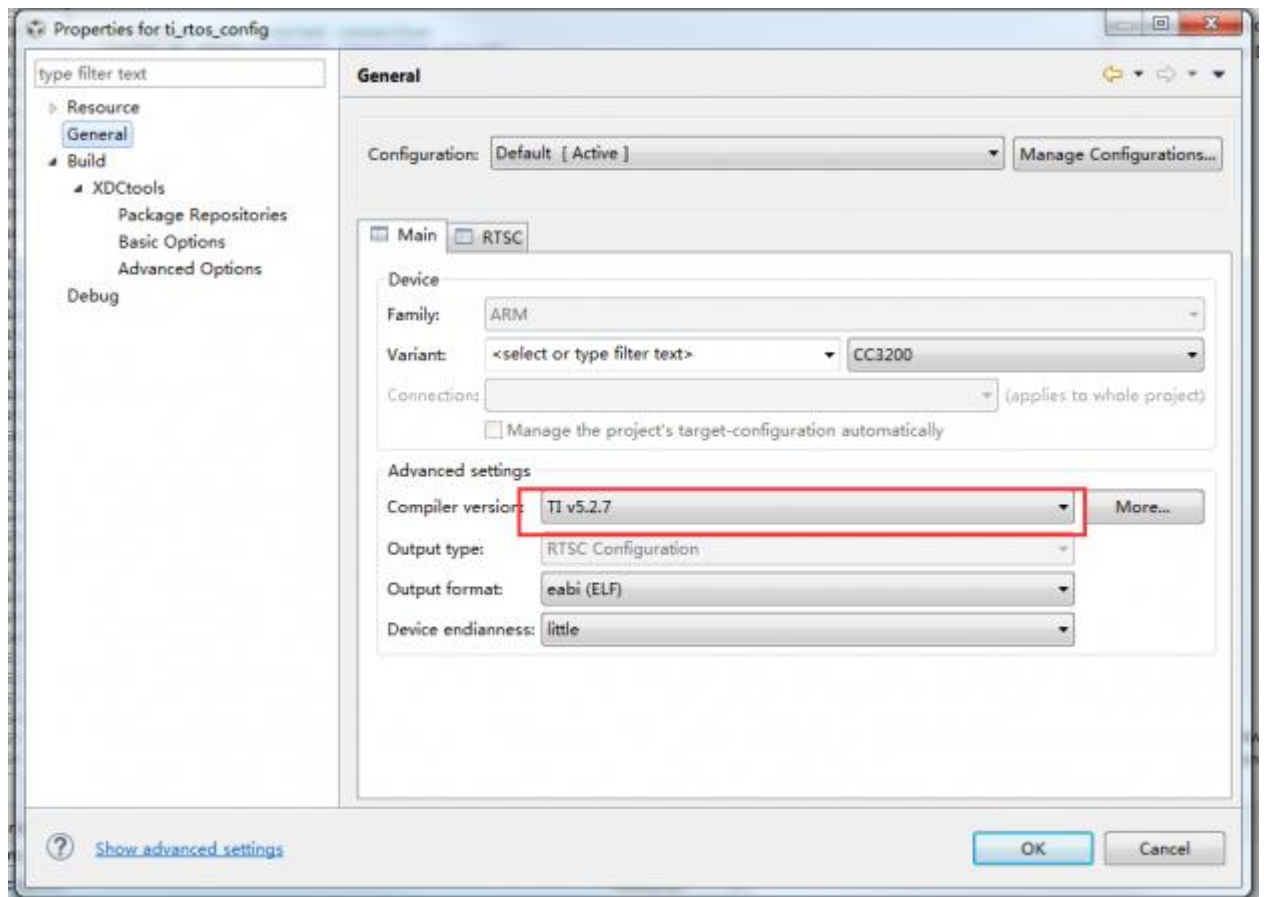 Properties for ti_rtos_config
type filter text
General
Resource
General
Build
XDCtools
Package Repositories
Basic Options
Advanced Options
Debug
Configuration: Default [ Active ] Manage Configurations...
Main RTSC
Device
Family: ARM
Variant: <select or type filter text> CC3200
Connection: (applies to whole project)
Manage the project's target-configuration automatically
Advanced settings
Compiler version: TI v5.2.7 More...
Output type: RTSC Configuration
Output format: eabi (ELF)
Device endianness: little
? Show advanced settings OK Cancel